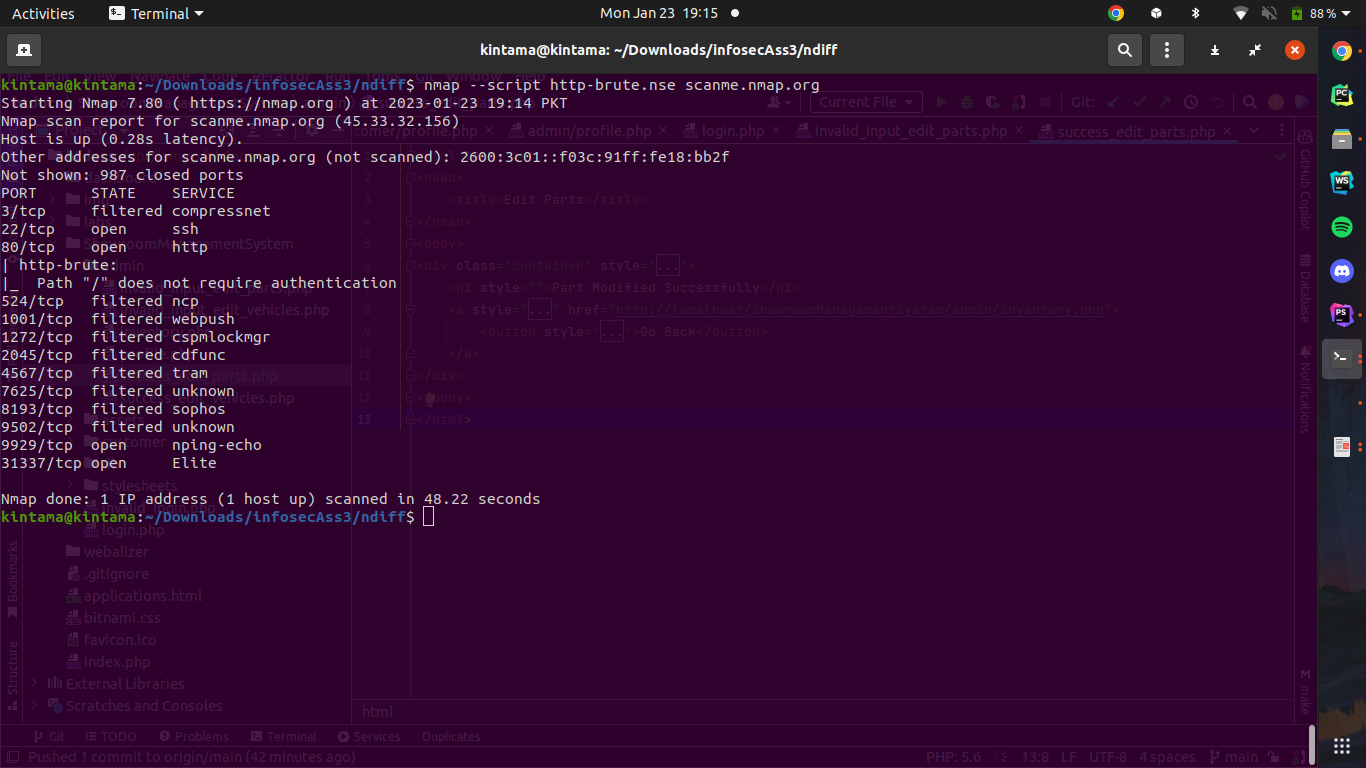 Activities
Terminal
Mon Jan 23 19:15
88 %
kintama@kintama: ~/Downloads/infosecAss3/ndiff
kintama@kintama:~/Downloads/infosecAss3/ndiff$ nmap --script http-brute.nse scanme.nmap.org
Starting Nmap 7.80 ( https://nmap.org ) at 2023-01-23 19:14 PKT
Nmap scan report for scanme.nmap.org (45.33.32.156)
Host is up (0.28s latency).
Other addresses for scanme.nmap.org (not scanned): 2600:3c01::f03c:91ff:fe18:bb2f
Not shown: 987 closed ports
PORT STATE SERVICE
3/tcp filtered compressnet
22/tcp open ssh
80/tcp open http
| http-brute:
|_ Path "/" does not require authentication
524/tcp filtered ncp
1001/tcp filtered webpush
1272/tcp filtered cspmlockmgr
2045/tcp filtered cdfunc
4567/tcp filtered tram
7625/tcp filtered unknown
8193/tcp filtered sophos
9502/tcp filtered unknown
9929/tcp open nping-echo
31337/tcp open Elite
Nmap done: 1 IP address (1 host up) scanned in 48.22 seconds
kintama@kintama:~/Downloads/infosecAss3/ndiff$
Current File
Git:
admin/profile.php
login.php
invalid_input_edit_parts.php
success_edit_parts.php
2 <head>
3 <title>Edit Parts</title>
4 </head>
5 <body>
6 <div class="container" style="...">
7 <h1 style="">Part Modified Successfully</h1>
8 <a style="..." href="http://localhost/ShowroomManagementSystem/admin/inventory.php">
9 <button style="...">Go Back</button>
10 </a>
11 </div>
12 <body>
13 </html>
stylesheets
invalid_login.php
login.php
webalizer
.gitignore
applications.html
bitnami.css
favicon.ico
index.php
External Libraries
Scratches and Consoles
Bookmarks
Structure
GitHub Copilot
Database
Notifications
make
html
Git
TODO
Problems
Terminal
Services
Duplicates
Pushed 1 commit to origin/main (42 minutes ago)
PHP: 5.6
13:8
LF
UTF-8
4 spaces
main